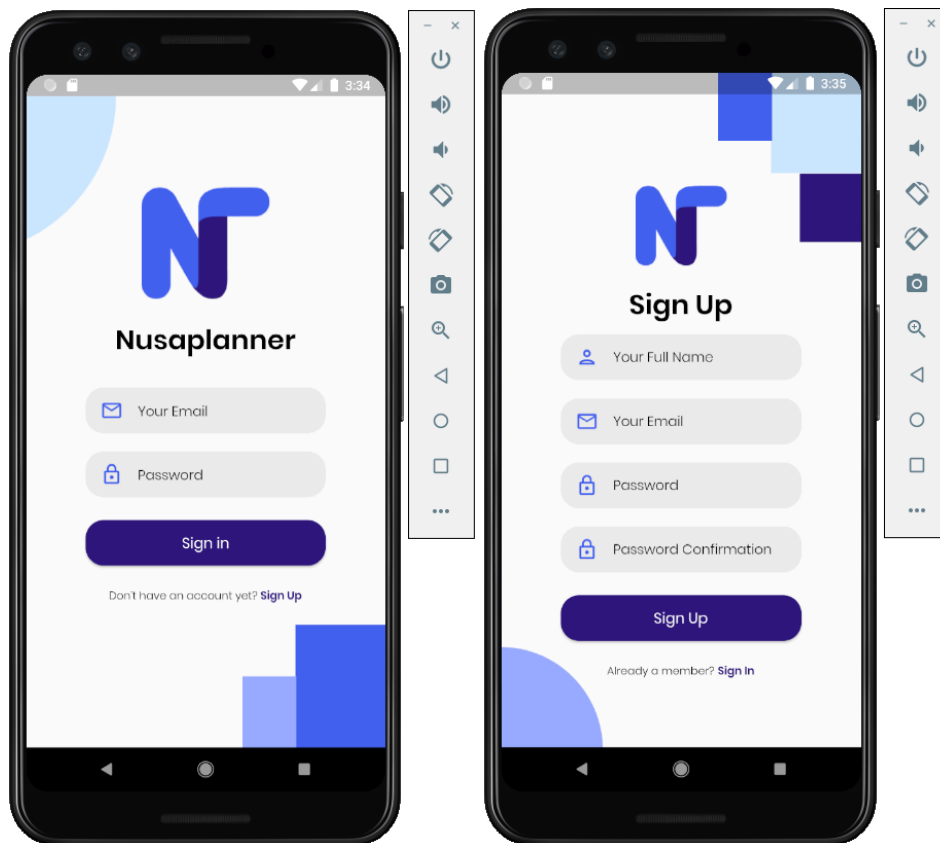 3:34
N
Nusaplanner
Your Email
Password
Sign in
Don't have an account yet? Sign Up
3:35
N
Sign Up
Your Full Name
Your Email
Password
Password Confirmation
Sign Up
Already a member? Sign In